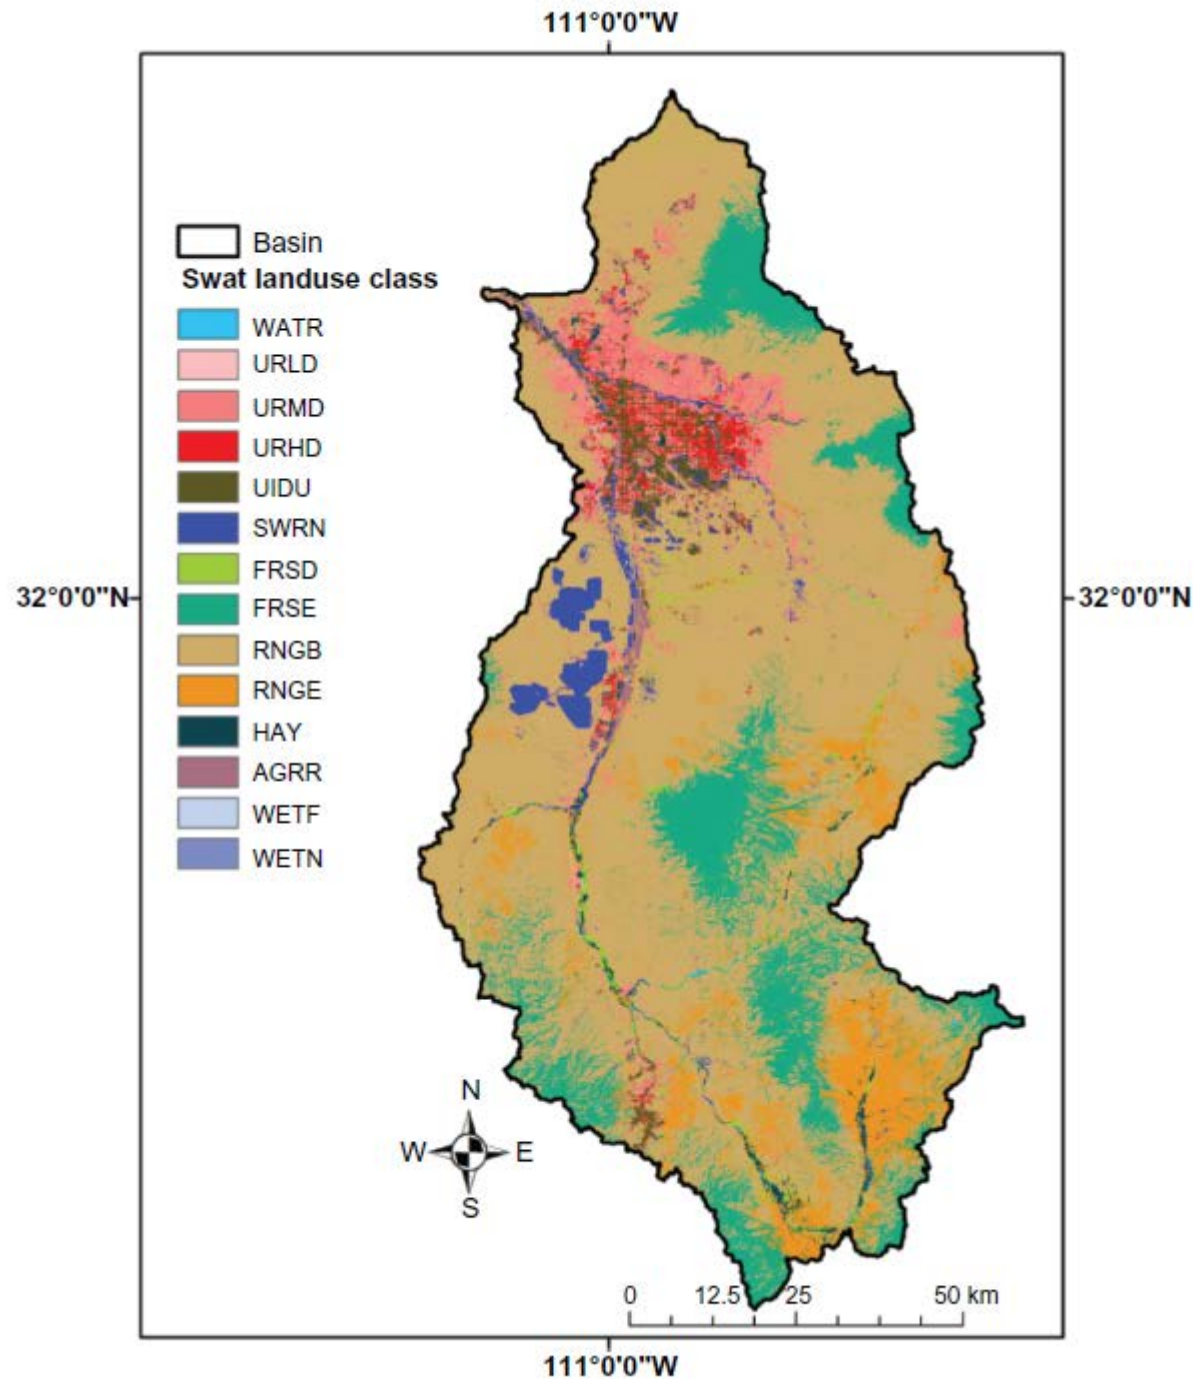 111°0'0"W
Basin
Swat landuse class
WATR
URLD
URMD
URHD
UIDU
SWRN
FRSD
32°0'0"N
32°0'0"N
FRSE
RNGB
RNGE
HAY
AGRR
WETF
WETN
N
W E
S
0 12.5 25 50 km
111°0'0"W